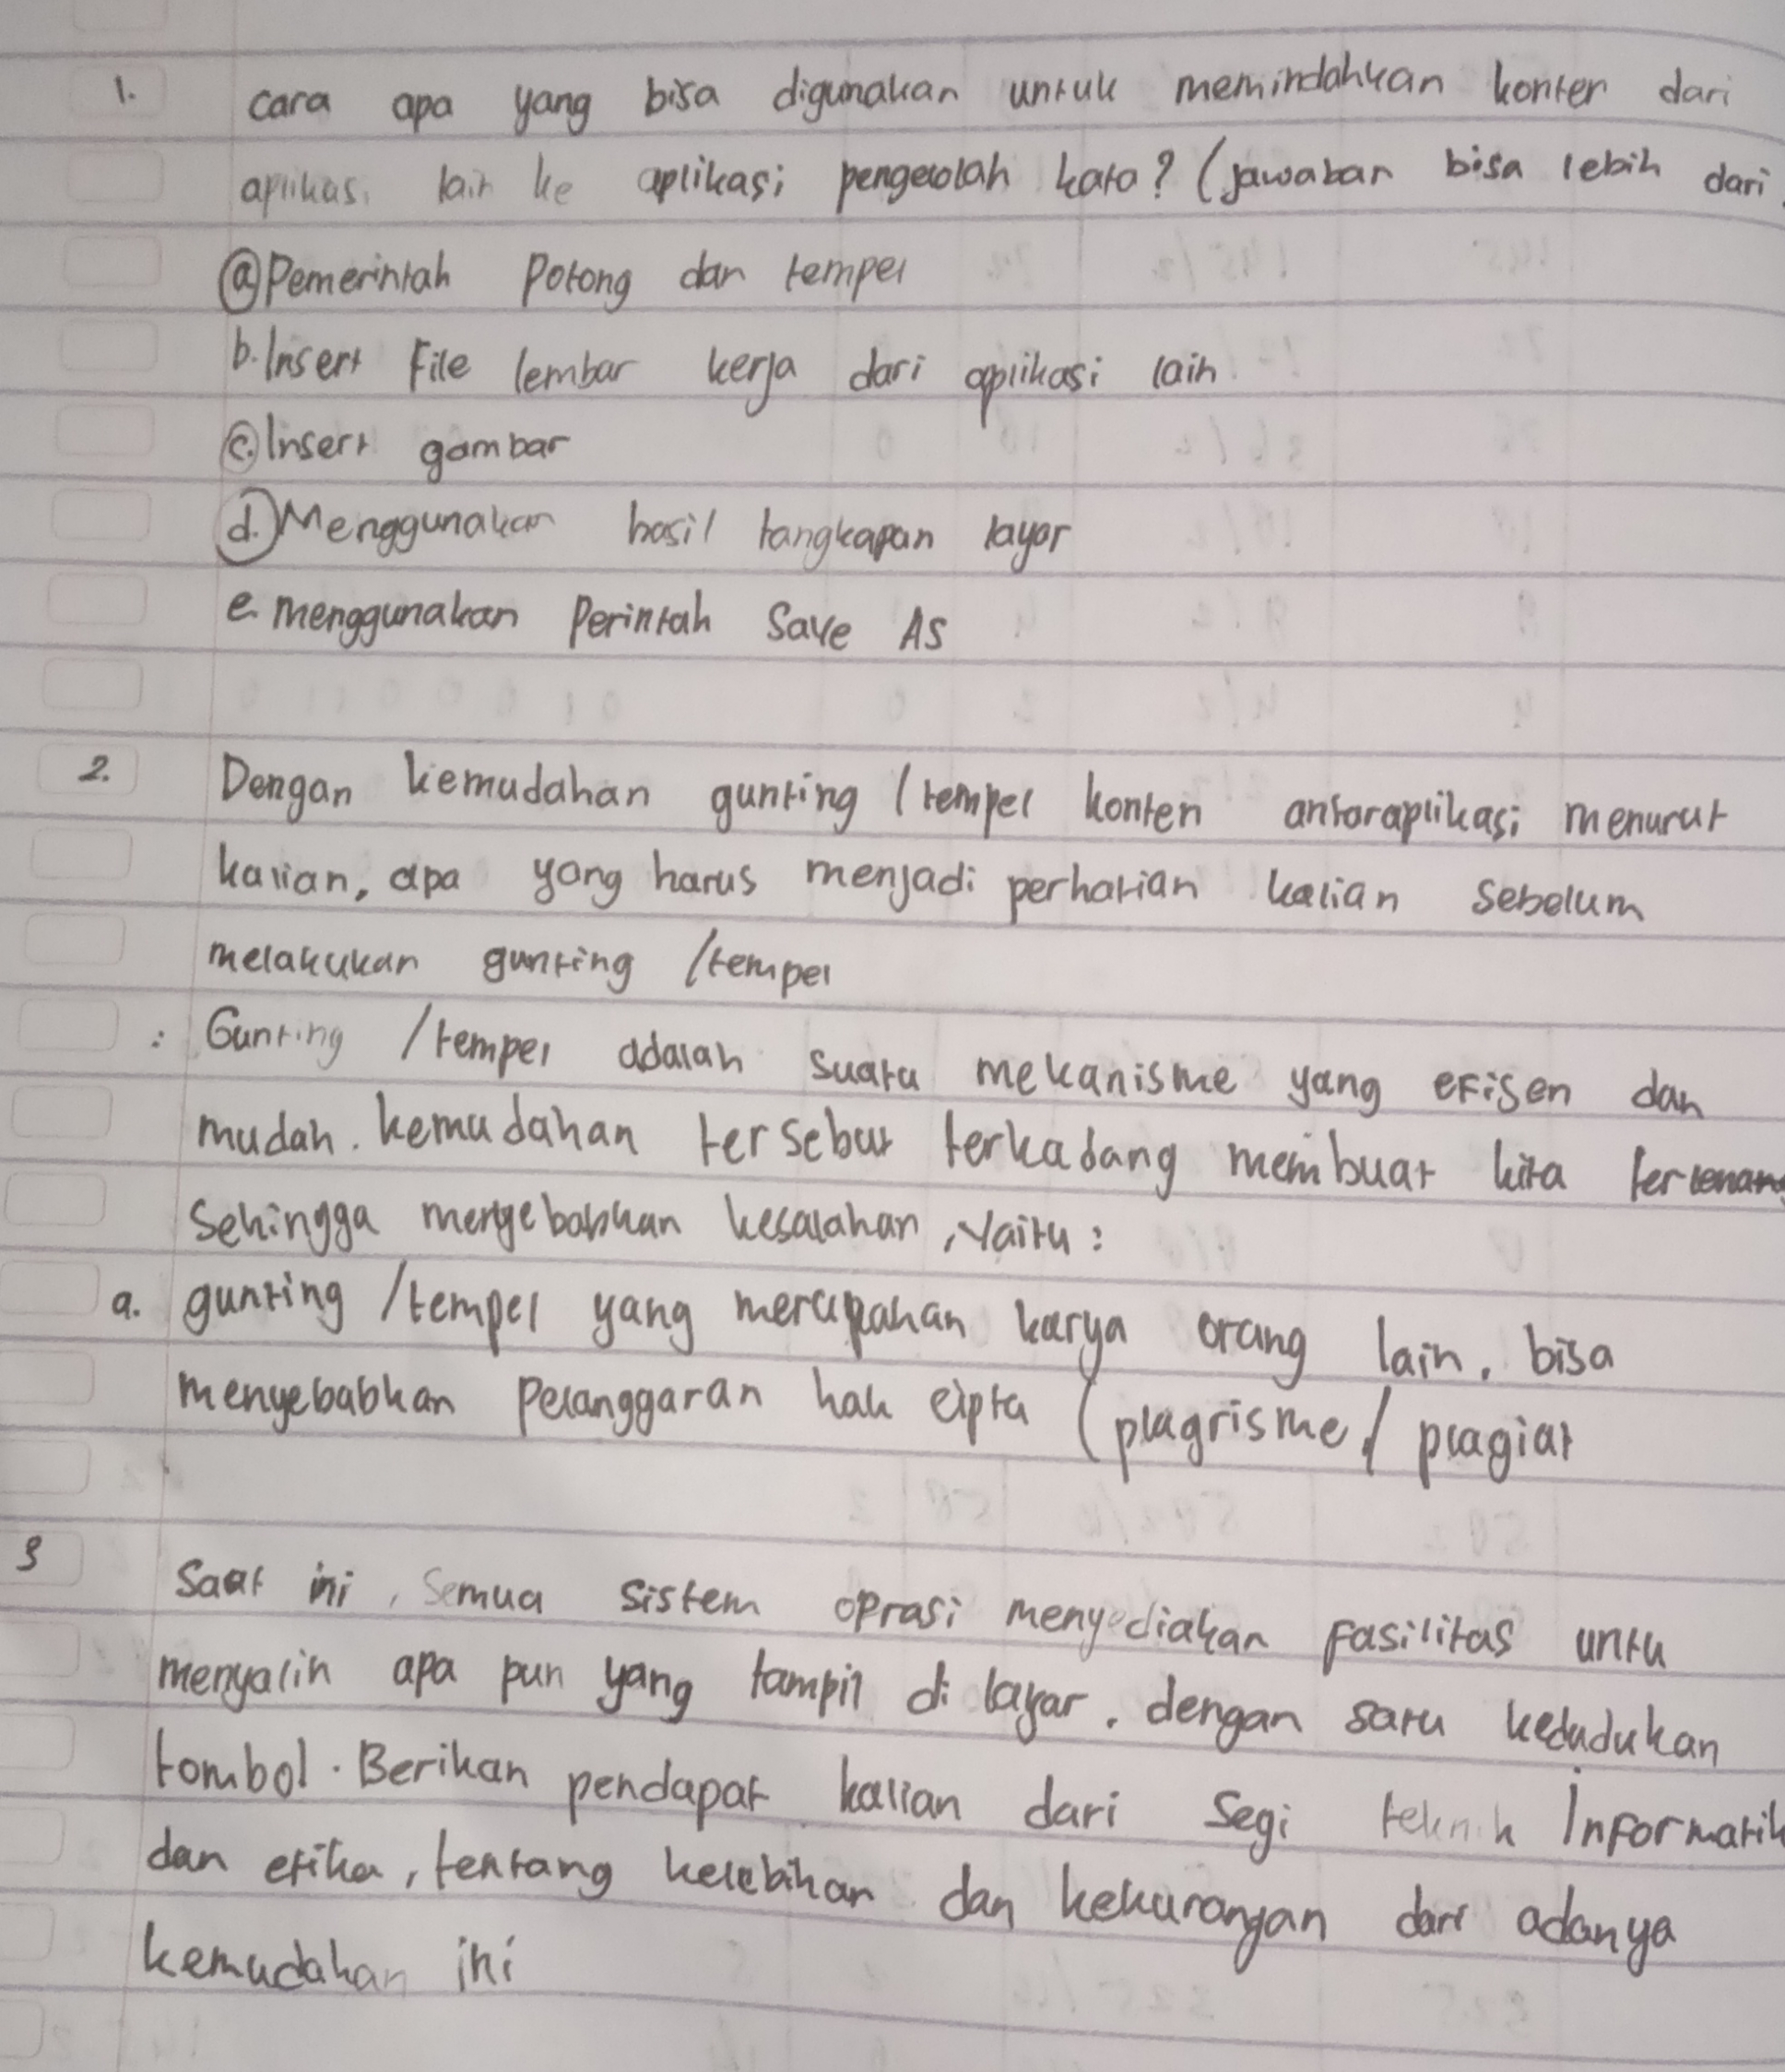 1. cara apa yang bisa digunakan untuk memindahkan konten dari
aplikasi lain ke aplikasi pengeolah kata? (jawaban bisa lebih dari
a. Pemerintah Potong dan tempel
b. Insert File lembar kerja dari aplikasi lain
c. Insert gambar
d. Menggunakan hasil tangkapan layar
e. menggunakan Perintah Save AS
2. Dengan kemudahan gunting / tempel konten antaraplikasi menurut
kalian, apa yang harus menjadi perhatian kalian sebelum
melakukan gunting / tempel
: Gunting / tempel adalah suatu mekanisme yang efisen dan
mudah. kemudahan tersebut terkadang membuat kita terlena
Sehingga menyebabkan kesalahan, Yaitu :
a. gunting / tempel yang merupakan karya orang lain, bisa
menyebabkan Pelanggaran hak cipta (plagrisme / plagiat
3 Saat ini, Semua sistem oprasi menyediakan fasilitas untu
menyalin apa pun yang tampil di layar, dengan satu kedudukan
tombol. Berikan pendapat kalian dari segi teknik Informatik
dan etika, tentang kelebihan dan kekurangan dari adanya
kemudahan ini